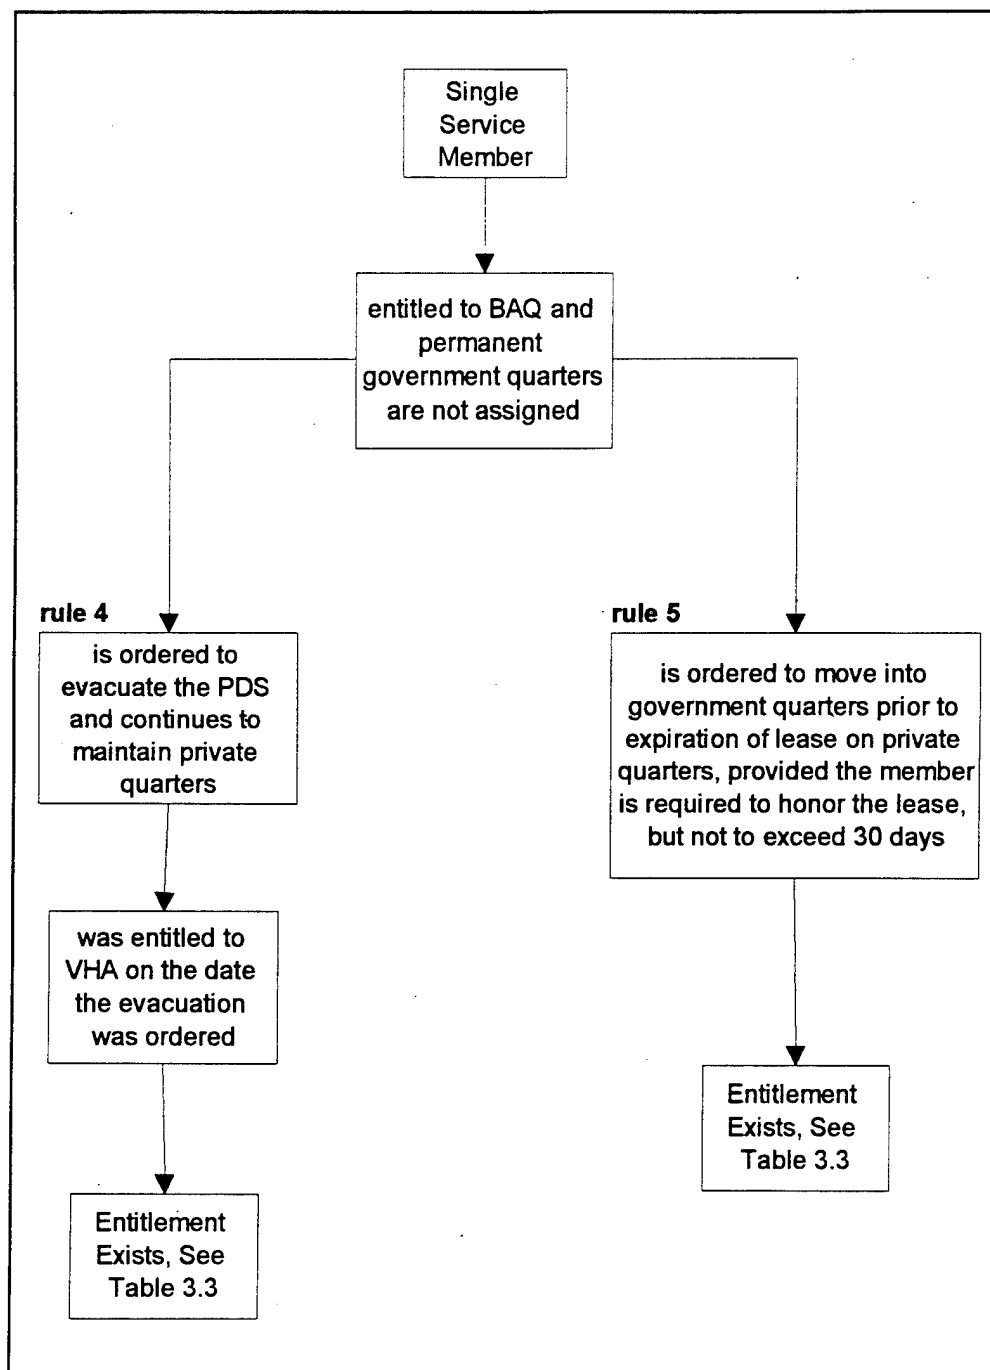 Single
Service
Member
entitled to BAQ and
permanent
government quarters
are not assigned
rule 4
is ordered to
evacuate the PDS
and continues to
maintain private
quarters
was entitled to
VHA on the date
the evacuation
was ordered
Entitlement
Exists, See
Table 3.3
rule 5
is ordered to move into
government quarters prior to
expiration of lease on private
quarters, provided the member
is required to honor the lease,
but not to exceed 30 days
Entitlement
Exists, See
Table 3.3